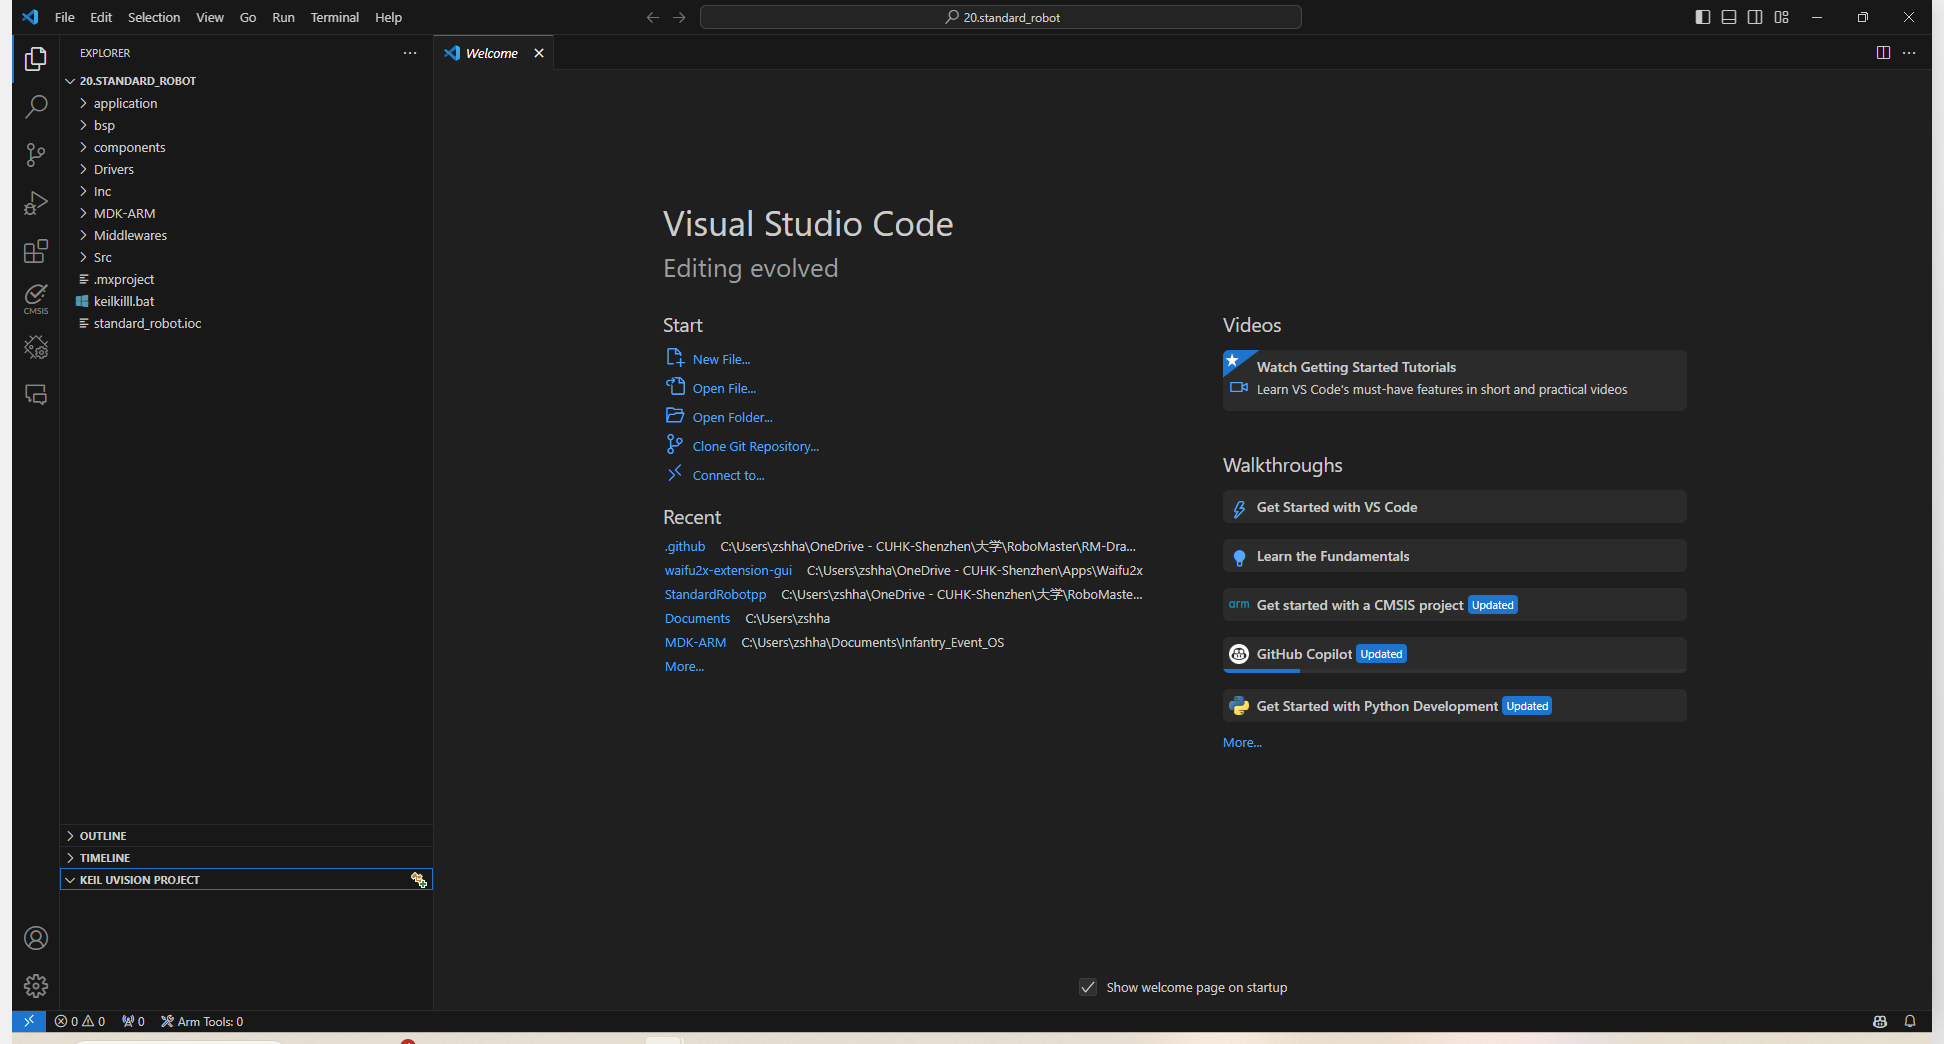 File Edit Selection View Go Run Terminal Help
20.standard_robot
EXPLORER
Welcome
20.STANDARD_ROBOT
application
bsp
components
Drivers
Inc
MDK-ARM
Middlewares
Src
.mxproject
keilkilll.bat
standard_robot.ioc
CMSIS
OUTLINE
TIMELINE
KEIL UVISION PROJECT
Visual Studio Code
Editing evolved
Start
New File...
Open File...
Open Folder...
Clone Git Repository...
Connect to...
Recent
.github C:\Users\zshha\OneDrive - CUHK-Shenzhen\大学\RoboMaster\RM-Dra...
waifu2x-extension-gui C:\Users\zshha\OneDrive - CUHK-Shenzhen\Apps\Waifu2x
StandardRobotpp C:\Users\zshha\OneDrive - CUHK-Shenzhen\大学\RoboMaste...
Documents C:\Users\zshha
MDK-ARM C:\Users\zshha\Documents\Infantry_Event_OS
More...
Videos
Watch Getting Started Tutorials
Learn VS Code's must-have features in short and practical videos
Walkthroughs
Get Started with VS Code
Learn the Fundamentals
arm Get started with a CMSIS project Updated
GitHub Copilot Updated
Get Started with Python Development Updated
More...
Show welcome page on startup
0 0 0 Arm Tools: 0